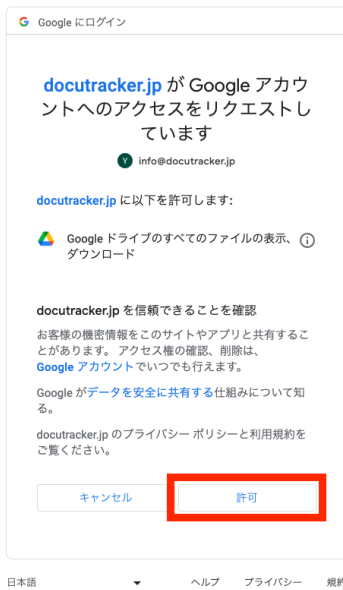 Google にログイン
docutracker.jp が Google アカウ
ントへのアクセスをリクエストし
ています
Y info@docutracker.jp
docutracker.jp に以下を許可します:
Google ドライブのすべてのファイルの表示、
ダウンロード
docutracker.jp を信頼できることを確認
お客様の機密情報をこのサイトやアプリと共有するこ
とがあります。 アクセス権の確認、削除は、
Google アカウントでいつでも行えます。
Google がデータを安全に共有する仕組みについて知
る。
docutracker.jp のプライバシー ポリシーと利用規約を
ご覧ください。
キャンセル 許可
日本語 ヘルプ プライバシー 規約